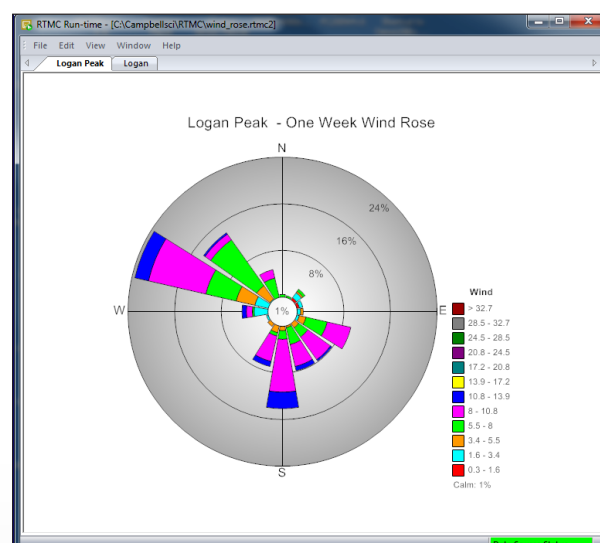 RTMC Run-time - [C:\Campbellsci\RTMC\wind_rose.rtmc2]
File Edit View Window Help
Logan Peak Logan
Logan Peak - One Week Wind Rose
N
24%
16%
8%
W
1%
E
S
Wind
> 32.7
28.5 - 32.7
24.5 - 28.5
20.8 - 24.5
17.2 - 20.8
13.9 - 17.2
10.8 - 13.9
8 - 10.8
5.5 - 8
3.4 - 5.5
1.6 - 3.4
0.3 - 1.6
Calm: 1%